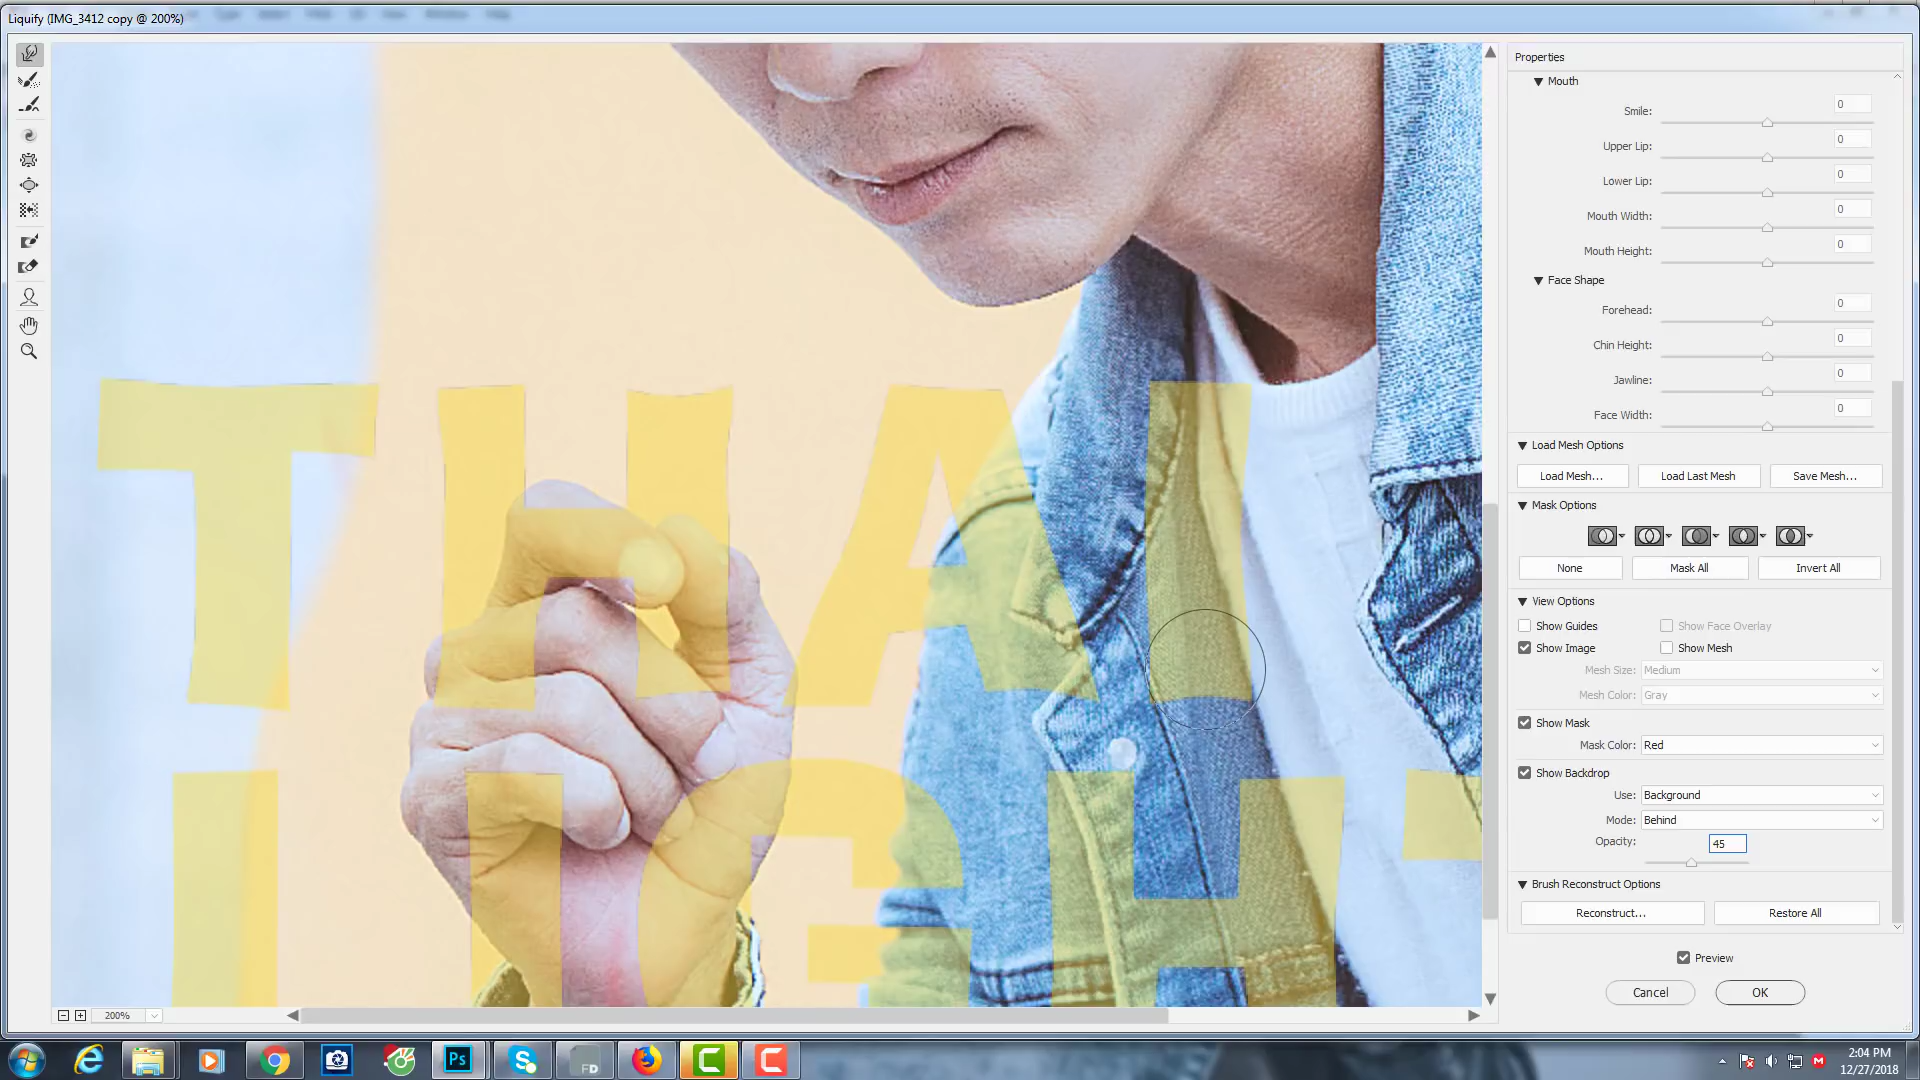 Liquify (IMG_3412 copy @ 200%)
Properties
Mouth
Smile: 0
Upper Lip: 0
Lower Lip: 0
Mouth Width: 0
Mouth Height: 0
Face Shape
Forehead: 0
Chin Height: 0
Jawline: 0
Face Width: 0
Load Mesh Options
Load Mesh... Load Last Mesh Save Mesh...
Mask Options
None Mask All Invert All
View Options
Show Guides Show Face Overlay
Show Image Show Mesh
Mesh Size: Medium
Mesh Color: Gray
Show Mask
Mask Color: Red
Show Backdrop
Use: Background
Mode: Behind
Opacity: 45
Brush Reconstruct Options
Reconstruct... Restore All
Preview
Cancel OK
THAI
200%
Ps
FD
2:04 PM
12/27/2018